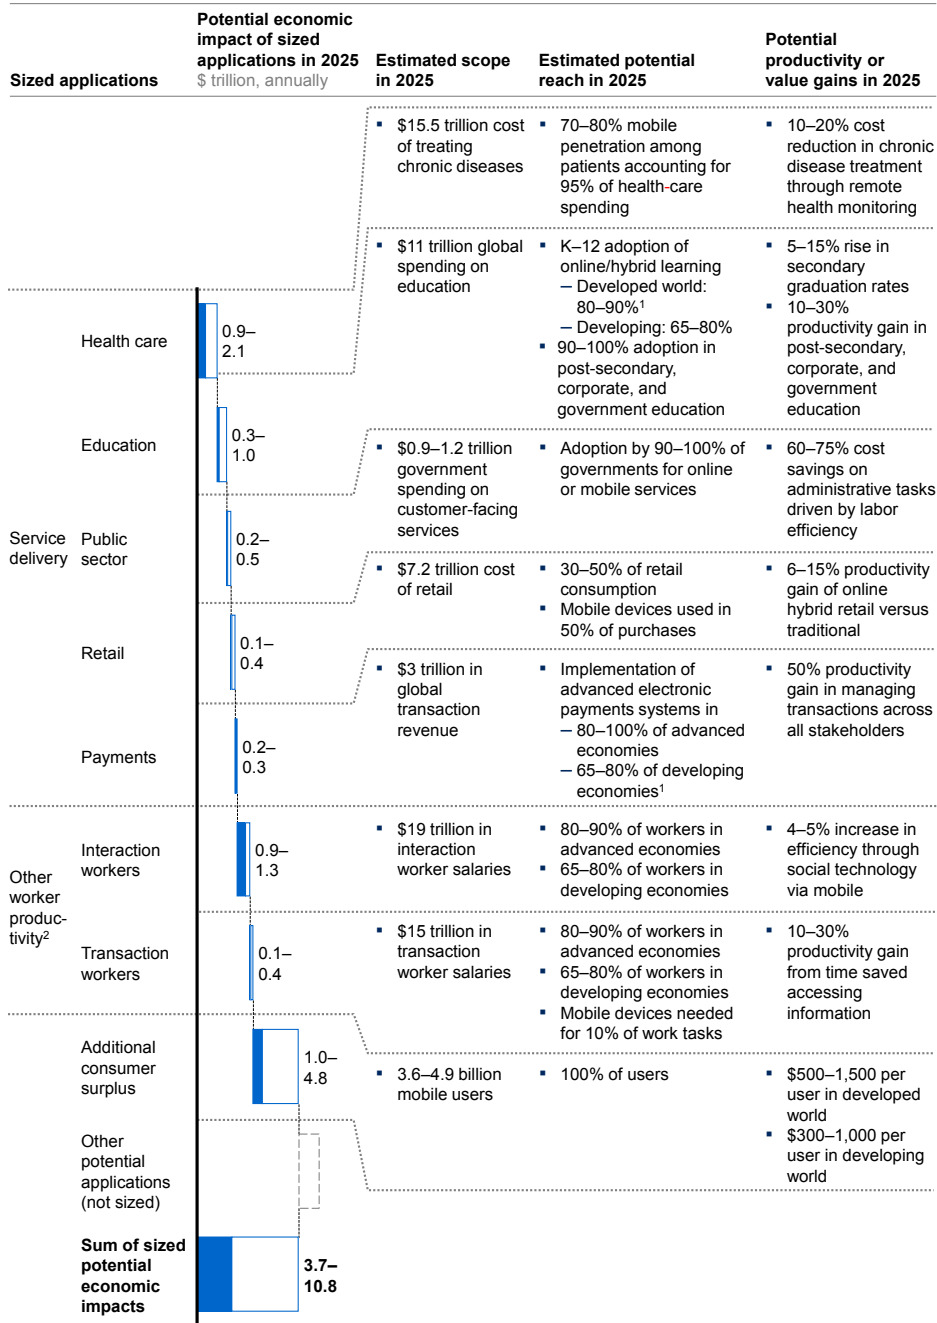 Sized applications
Potential economic
impact of sized
applications in 2025
$ trillion, annually
Estimated scope
in 2025
Estimated potential
reach in 2025
Potential
productivity or
value gains in 2025
Service
delivery
Health care
0.9–
2.1
▪ $15.5 trillion cost
of treating
chronic diseases
▪ 70–80% mobile
penetration among
patients accounting for
95% of health-care
spending
▪ 10–20% cost
reduction in chronic
disease treatment
through remote
health monitoring
Education
0.3–
1.0
▪ $11 trillion global
spending on
education
▪ K–12 adoption of
online/hybrid learning
– Developed world:
80–90%¹
– Developing: 65–80%
▪ 90–100% adoption in
post-secondary,
corporate, and
government education
▪ 5–15% rise in
secondary
graduation rates
▪ 10–30%
productivity gain in
post-secondary,
corporate, and
government
education
Public
sector
0.2–
0.5
▪ $0.9–1.2 trillion
government
spending on
customer-facing
services
▪ Adoption by 90–100% of
governments for online
or mobile services
▪ 60–75% cost
savings on
administrative tasks
driven by labor
efficiency
Retail
0.1–
0.4
▪ $7.2 trillion cost
of retail
▪ 30–50% of retail
consumption
▪ Mobile devices used in
50% of purchases
▪ 6–15% productivity
gain of online
hybrid retail versus
traditional
Payments
0.2–
0.3
▪ $3 trillion in
global
transaction
revenue
▪ Implementation of
advanced electronic
payments systems in
– 80–100% of advanced
economies
– 65–80% of developing
economies¹
▪ 50% productivity
gain in managing
transactions across
all stakeholders
Other
worker
produc-
tivity²
Interaction
workers
0.9–
1.3
▪ $19 trillion in
interaction
worker salaries
▪ 80–90% of workers in
advanced economies
▪ 65–80% of workers in
developing economies
▪ 4–5% increase in
efficiency through
social technology
via mobile
Transaction
workers
0.1–
0.4
▪ $15 trillion in
transaction
worker salaries
▪ 80–90% of workers in
advanced economies
▪ 65–80% of workers in
developing economies
▪ Mobile devices needed
for 10% of work tasks
▪ 10–30%
productivity gain
from time saved
accessing
information
Additional
consumer
surplus
1.0–
4.8
▪ 3.6–4.9 billion
mobile users
▪ 100% of users
▪ $500–1,500 per
user in developed
world
▪ $300–1,000 per
user in developing
world
Other
potential
applications
(not sized)
Sum of sized
potential
economic
impacts
3.7–
10.8